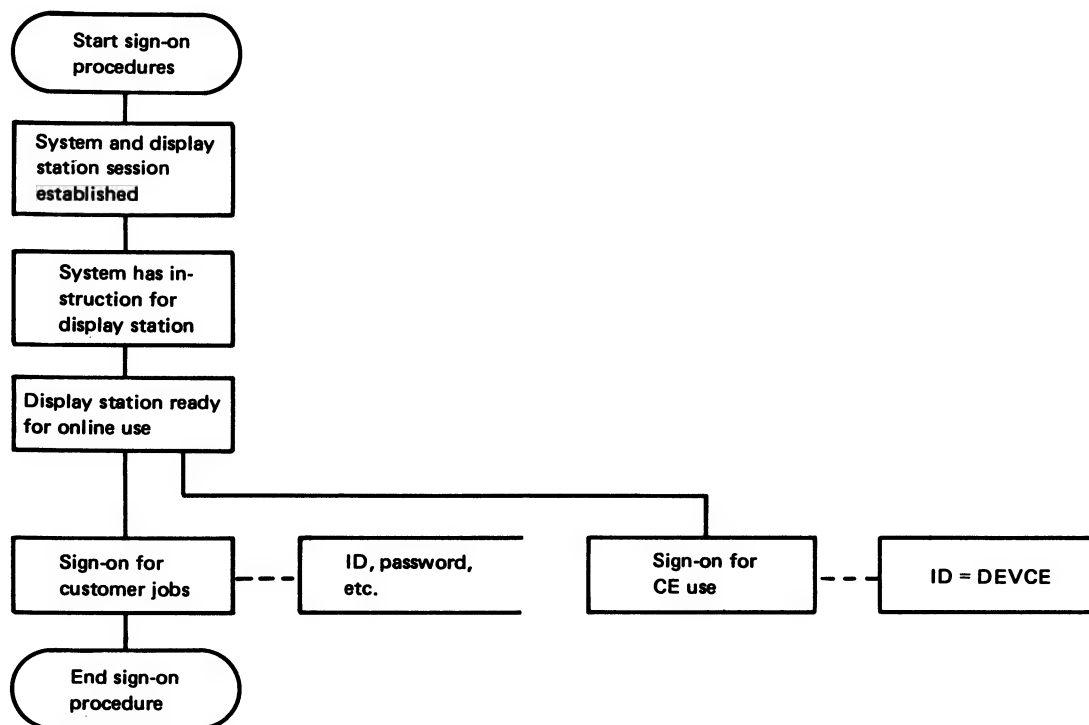 Start sign-on
procedures
System and display
station session
established
System has in-
struction for
display station
Display station ready
for online use
Sign-on for
customer jobs
ID, password,
etc.
Sign-on for
CE use
ID = DEVCE
End sign-on
procedure